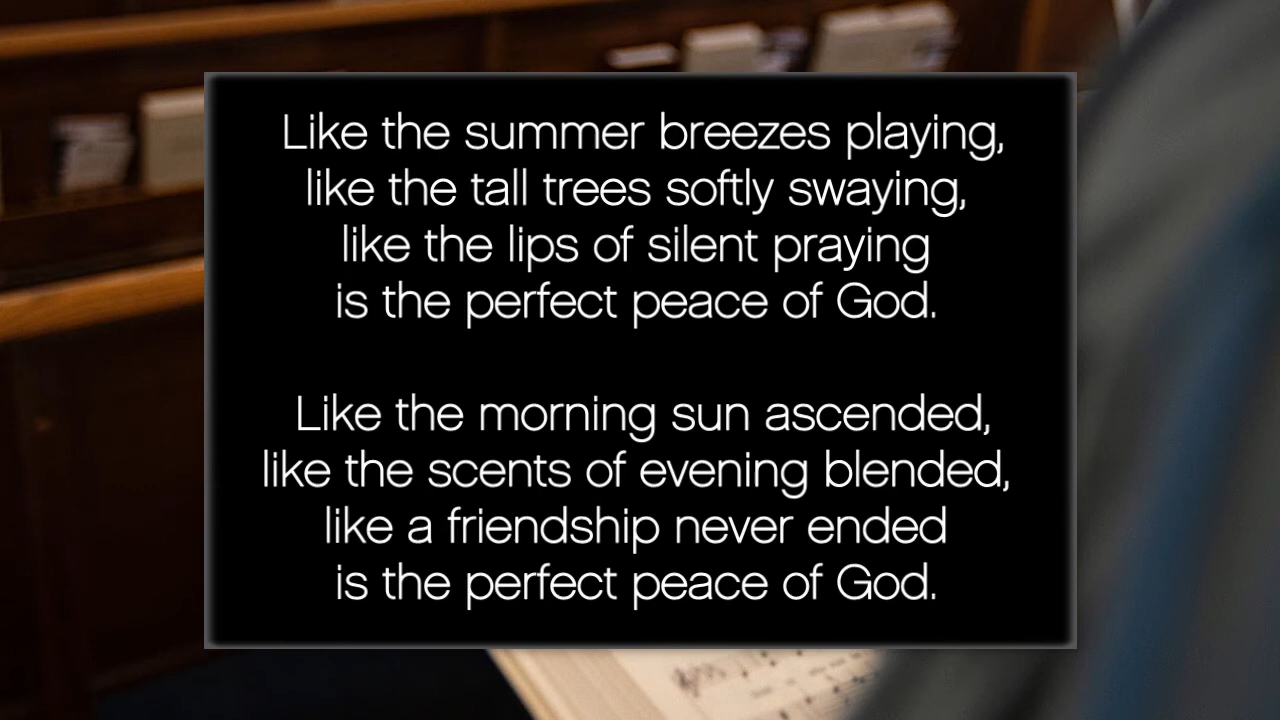 Like the summer breezes playing,
like the tall trees softly swaying,
like the lips of silent praying
is the perfect peace of God.
Like the morning sun ascended,
like the scents of evening blended,
like a friendship never ended
is the perfect peace of God.